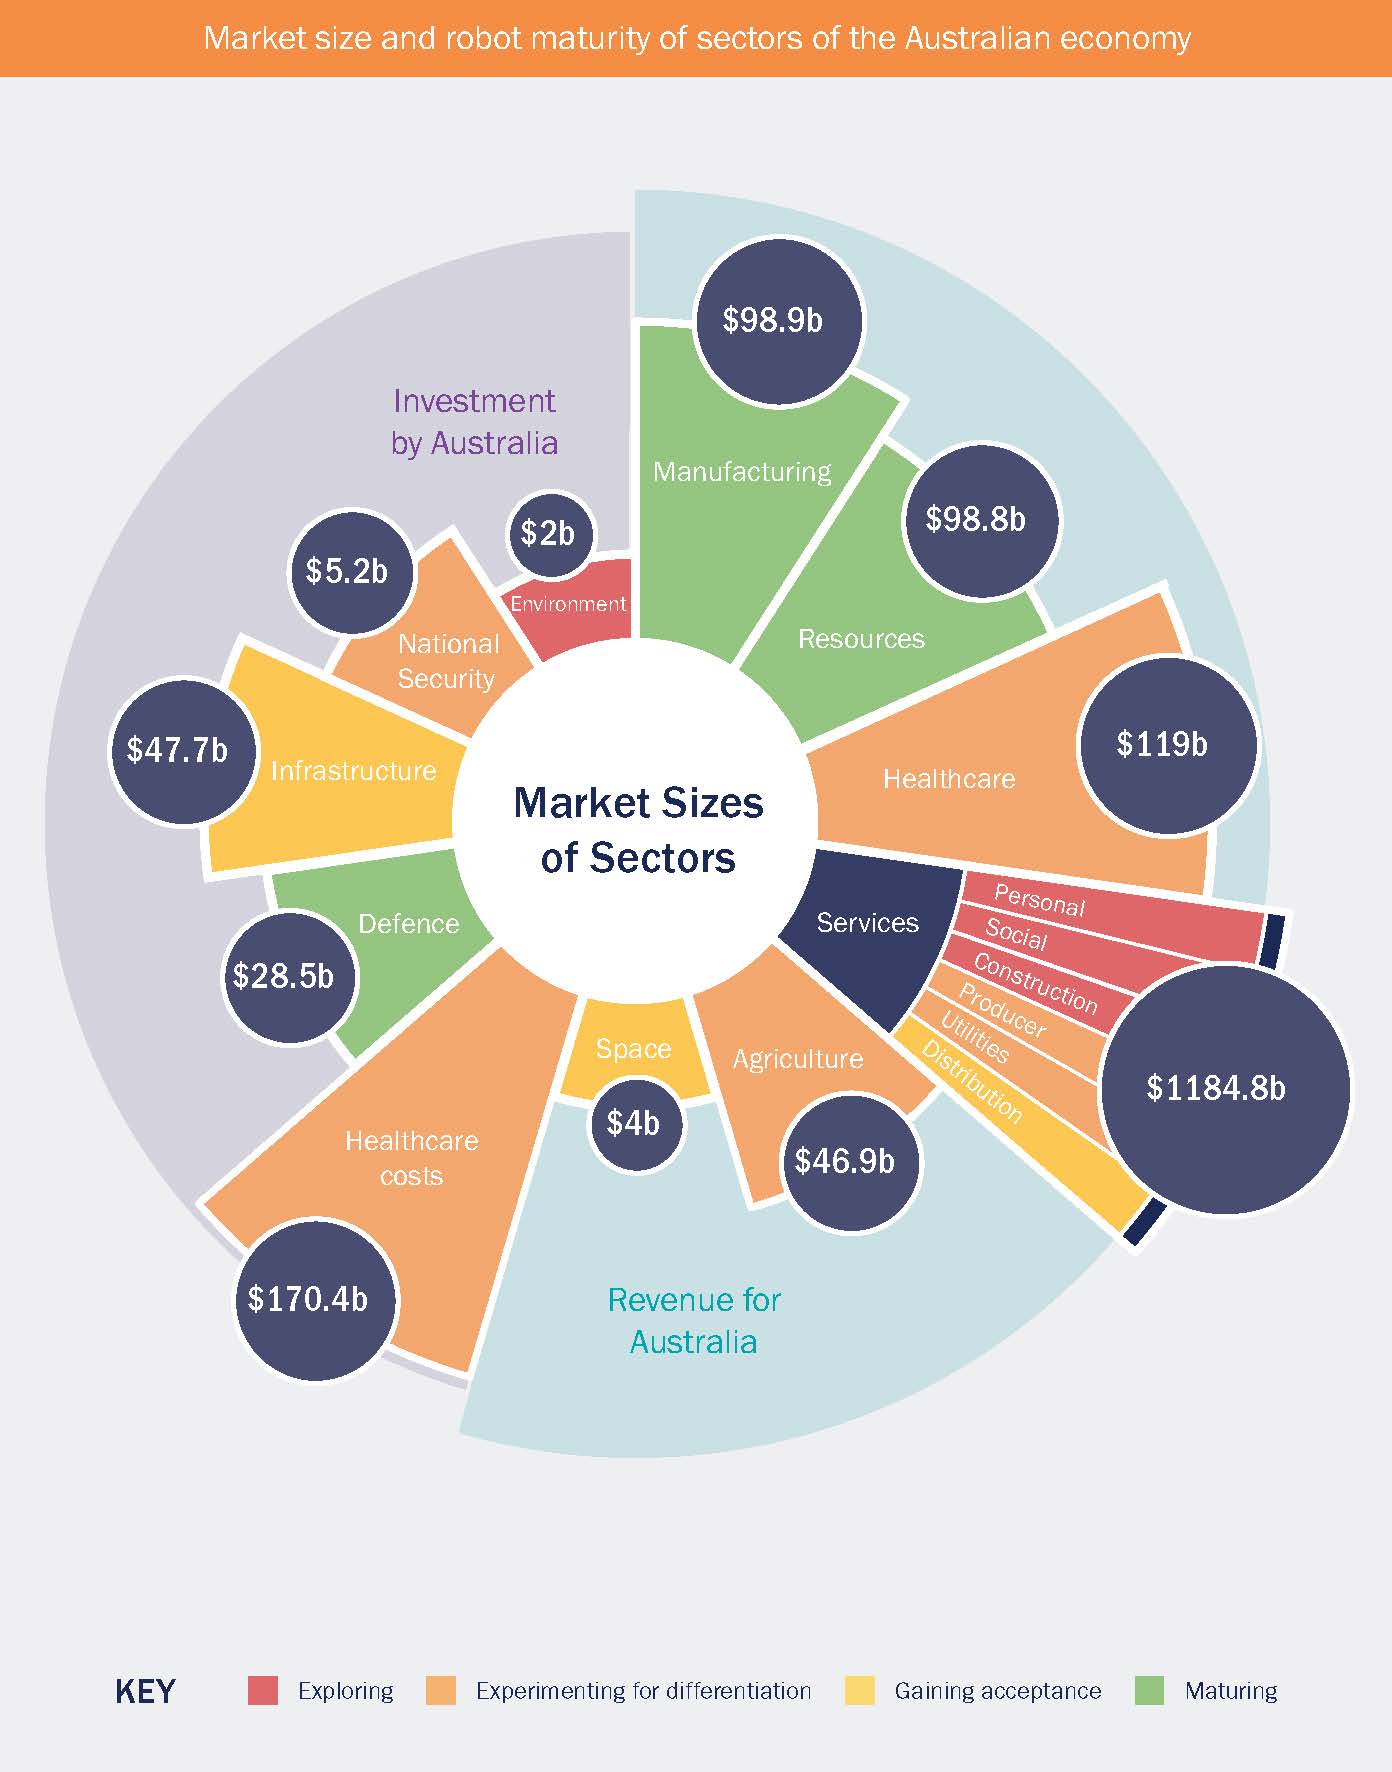 Market size and robot maturity of sectors of the Australian economy
$98.9b
Manufacturing
$98.8b
Resources
$119b
Healthcare
Services
Personal
Social
Construction
Producer
Utilities
Distribution
$1184.8b
Agriculture
$46.9b
Space
$4b
Revenue for
Australia
Healthcare
costs
$170.4b
Defence
$28.5b
Infrastructure
$47.7b
National
Security
$5.2b
Environment
$2b
Investment
by Australia
Market Sizes
of Sectors
KEY
Exploring
Experimenting for differentiation
Gaining acceptance
Maturing